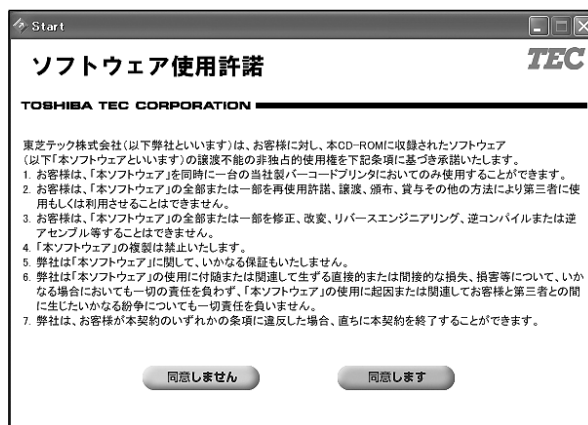 Start
ソフトウェア使用許諾
TEC
TOSHIBA TEC CORPORATION
東芝テック株式会社(以下弊社といいます)は、お客様に対し、本CD-ROMに収録されたソフトウェア
(以下「本ソフトウェアといいます)の譲渡不能の非独占的使用権を下記条項に基づき承諾いたします。
1. お客様は、「本ソフトウェア」を同時に一台の当社製バーコードプリンタにおいてのみ使用することができます。
2. お客様は、「本ソフトウェア」の全部または一部を再使用許諾、譲渡、頒布、貸与その他の方法により第三者に使
用もしくは利用させることはできません。
3. お客様は、「本ソフトウェア」の全部または一部を修正、改変、リバースエンジニアリング、逆コンパイルまたは逆
アセンブル等することはできません。
4. 「本ソフトウェア」の複製は禁止いたします。
5. 弊社は「本ソフトウェア」に関して、いかなる保証もいたしません。
6. 弊社は「本ソフトウェア」の使用に付随または関連して生ずる直接的または間接的な損失、損害等について、いか
なる場合においても一切の責任を負わず、「本ソフトウェア」の使用に起因または関連してお客様と第三者との間
に生じたいかなる紛争についても一切責任を負いません。
7. 弊社は、お客様が本契約のいずれかの条項に違反した場合、直ちに本契約を終了することができます。
同意しません
同意します